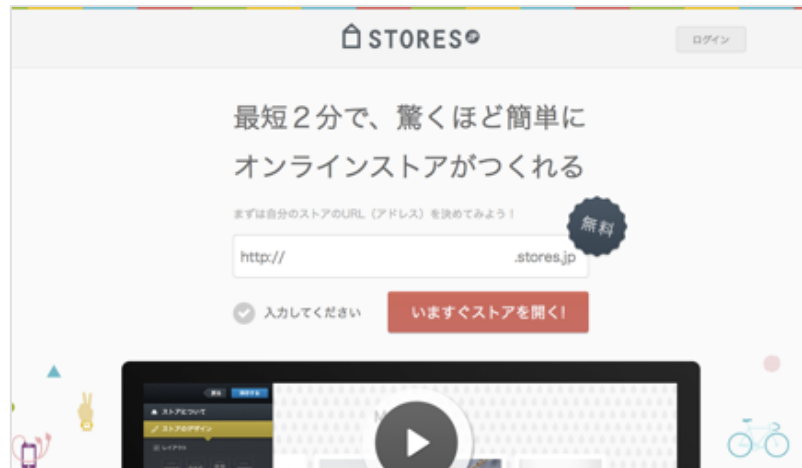 STORES.JP
ログイン
最短２分で、驚くほど簡単に
オンラインストアがつくれる
まずは自分のストアのURL（アドレス）を決めてみよう！
無料
http:// .stores.jp
入力してください
いますぐストアを開く!
ストアについて
ストアのデザイン
レイアウト